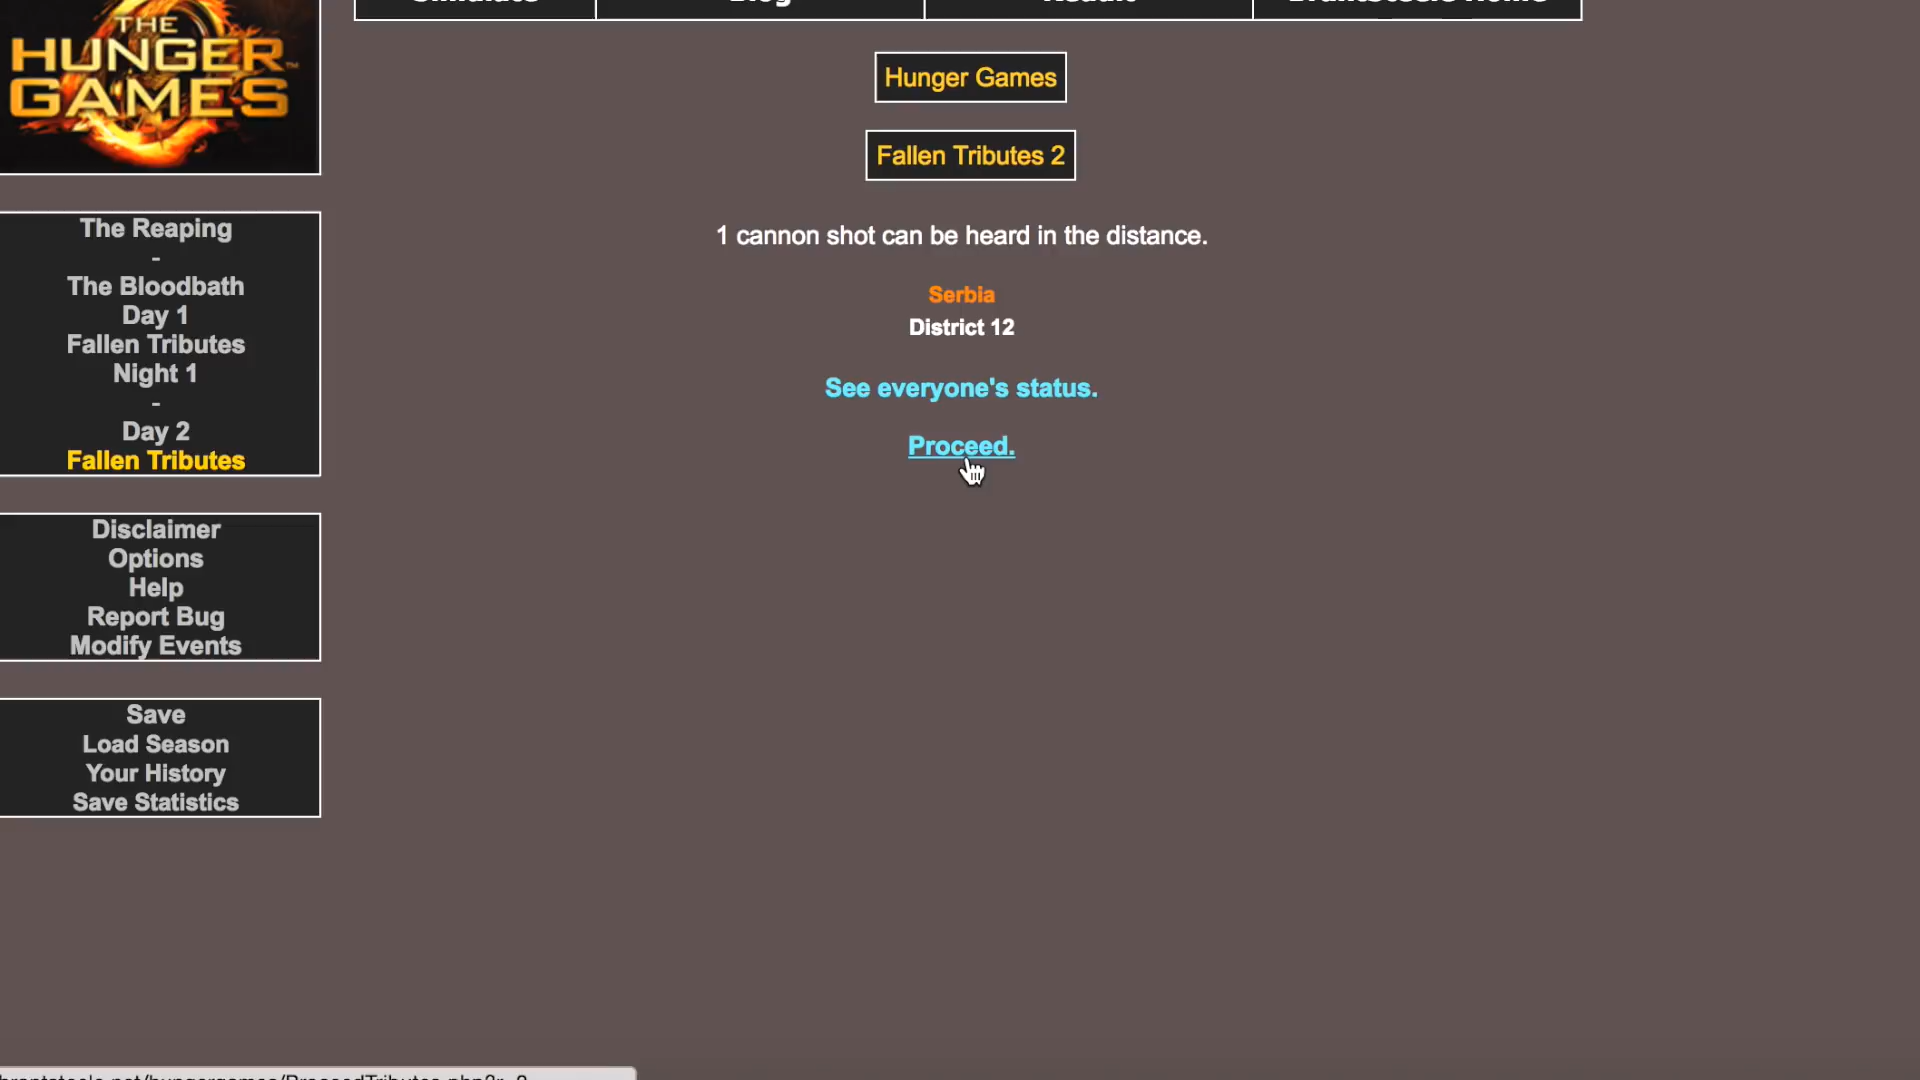 THE
HUNGER
GAMES
Hunger Games
Fallen Tributes 2
1 cannon shot can be heard in the distance.
Serbia
District 12
See everyone's status.
Proceed.
The Reaping
-
The Bloodbath
Day 1
Fallen Tributes
Night 1
-
Day 2
Fallen Tributes
Disclaimer
Options
Help
Report Bug
Modify Events
Save
Load Season
Your History
Save Statistics